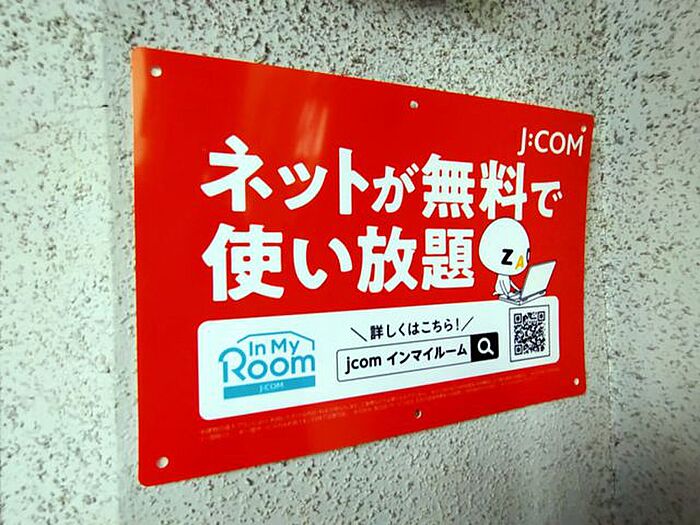 J:COM
ネットが無料で
使い放題
ZAQ
In My
Room
J:COM
＼ 詳しくはこちら！ ／
jcom インマイルーム